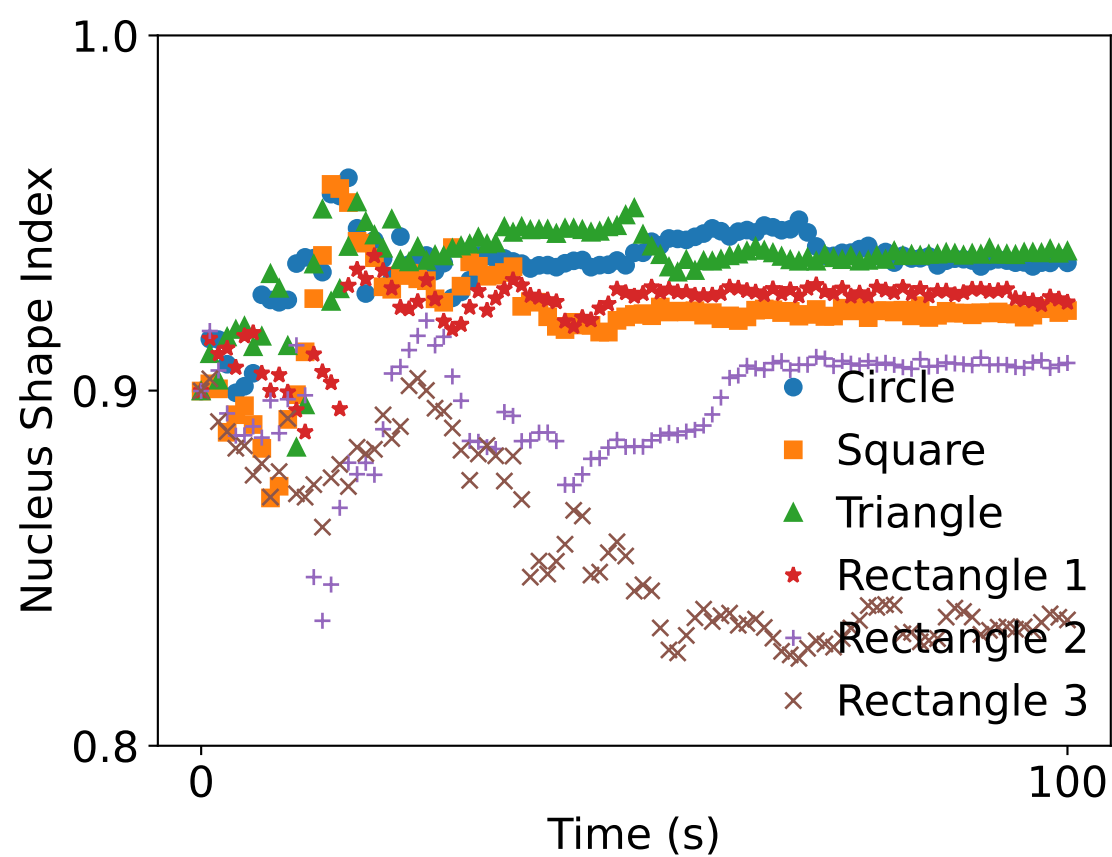 1.0
0.9
0.8
Nucleus Shape Index
Circle
Square
Triangle
Rectangle 1
Rectangle 2
Rectangle 3
0 100
Time (s)